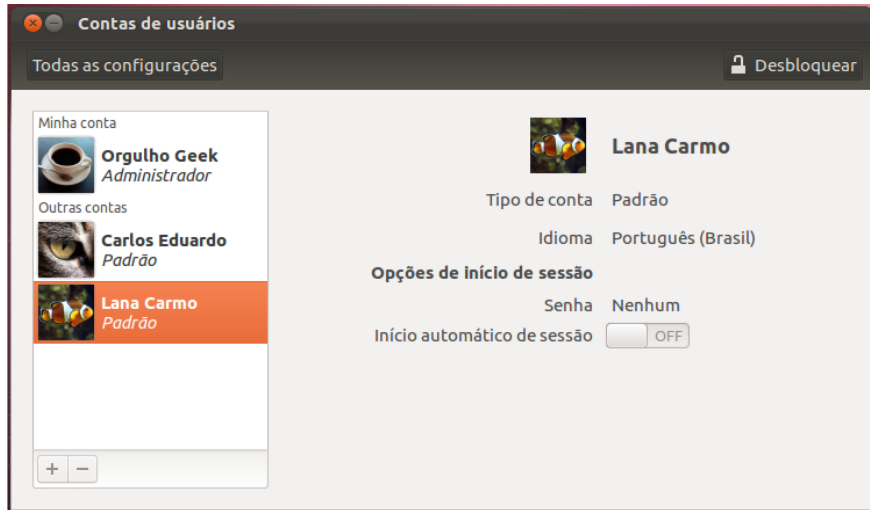 Contas de usuários
Todas as configurações
Desbloquear
Minha conta
Orgulho Geek
Administrador
Outras contas
Carlos Eduardo
Padrão
Lana Carmo
Padrão
Lana Carmo
Tipo de conta Padrão
Idioma Português (Brasil)
Opções de início de sessão
Senha Nenhum
Início automático de sessão OFF
+ −